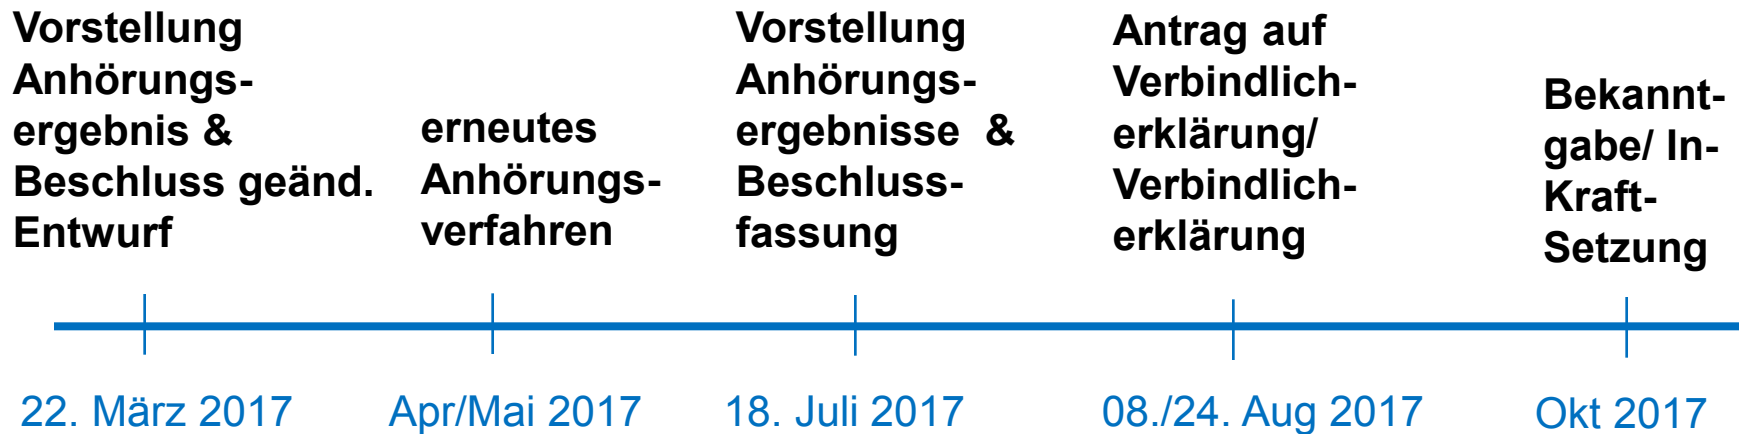 Vorstellung
Anhörungs-
ergebnis &
Beschluss geänd.
Entwurf
erneutes
Anhörungs-
verfahren
Vorstellung
Anhörungs-
ergebnisse &
Beschluss-
fassung
Antrag auf
Verbindlich-
erklärung/
Verbindlich-
erklärung
Bekannt-
gabe/ In-
Kraft-
Setzung
22. März 2017
Apr/Mai 2017
18. Juli 2017
08./24. Aug 2017
Okt 2017